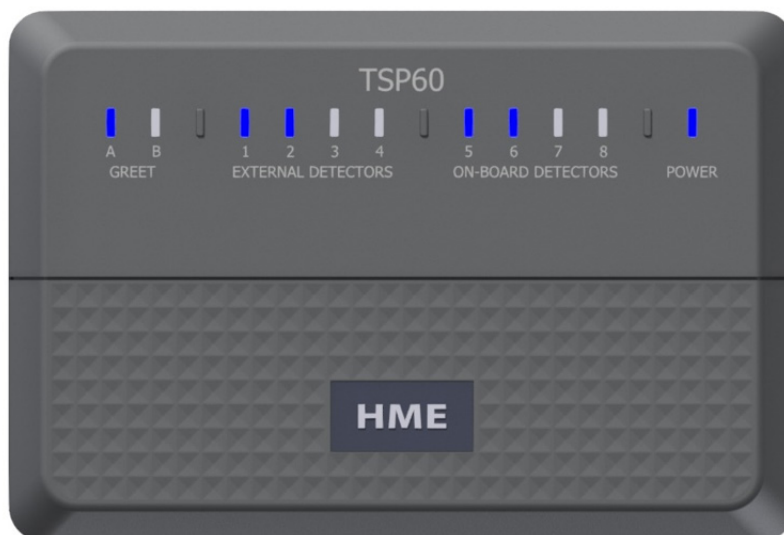 TSP60
A B 1 2 3 4 5 6 7 8
GREET EXTERNAL DETECTORS ON-BOARD DETECTORS POWER
HME